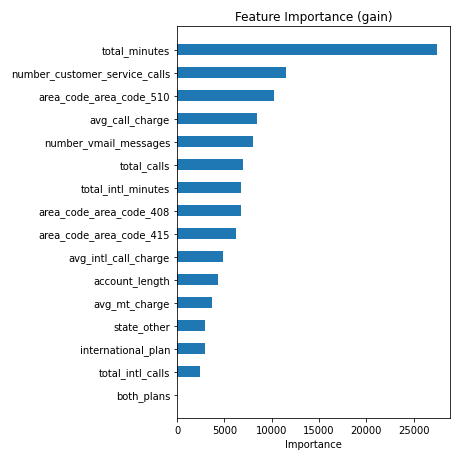 Feature Importance (gain)
total_minutes
number_customer_service_calls
area_code_area_code_510
avg_call_charge
number_vmail_messages
total_calls
total_intl_minutes
area_code_area_code_408
area_code_area_code_415
avg_intl_call_charge
account_length
avg_mt_charge
state_other
international_plan
total_intl_calls
both_plans
0 5000 10000 15000 20000 25000
Importance